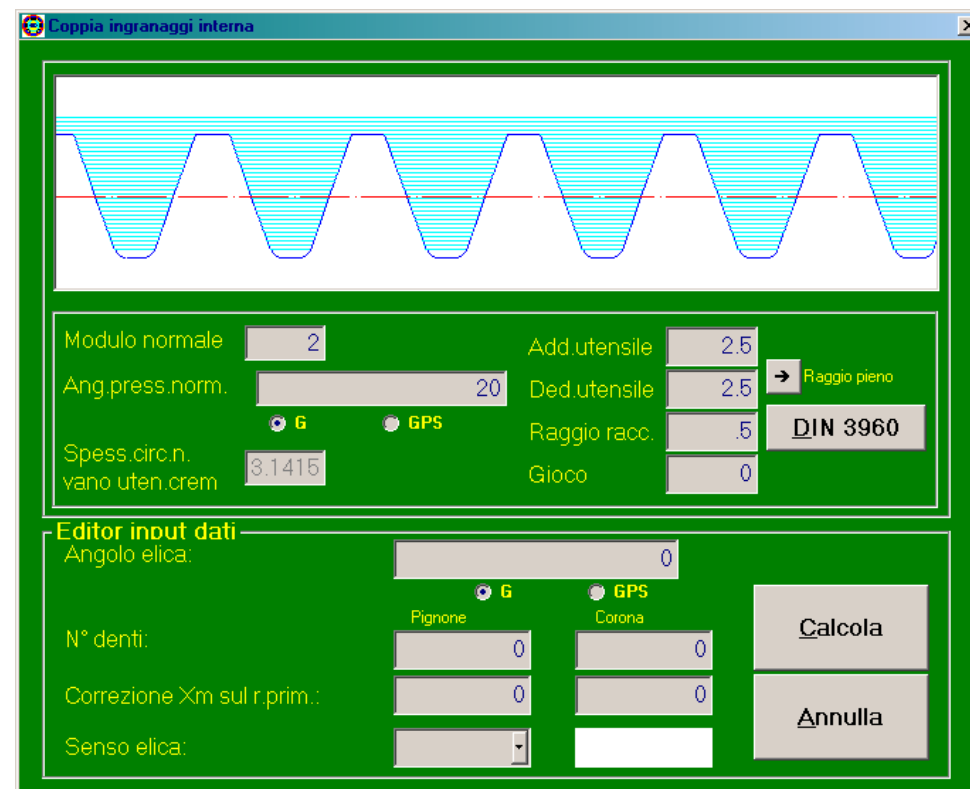 Coppia ingranaggi interna
Modulo normale 2
Ang.press.norm. 20
G GPS
Spess.circ.n.
vano uten.crem 3.1415
Add.utensile 2.5
Ded.utensile 2.5
Raggio racc. .5
Gioco 0
Raggio pieno
DIN 3960
Editor input dati
Angolo elica: 0
G GPS
Pignone Corona
N° denti: 0 0
Correzione Xm sul r.prim.: 0 0
Senso elica:
Calcola
Annulla